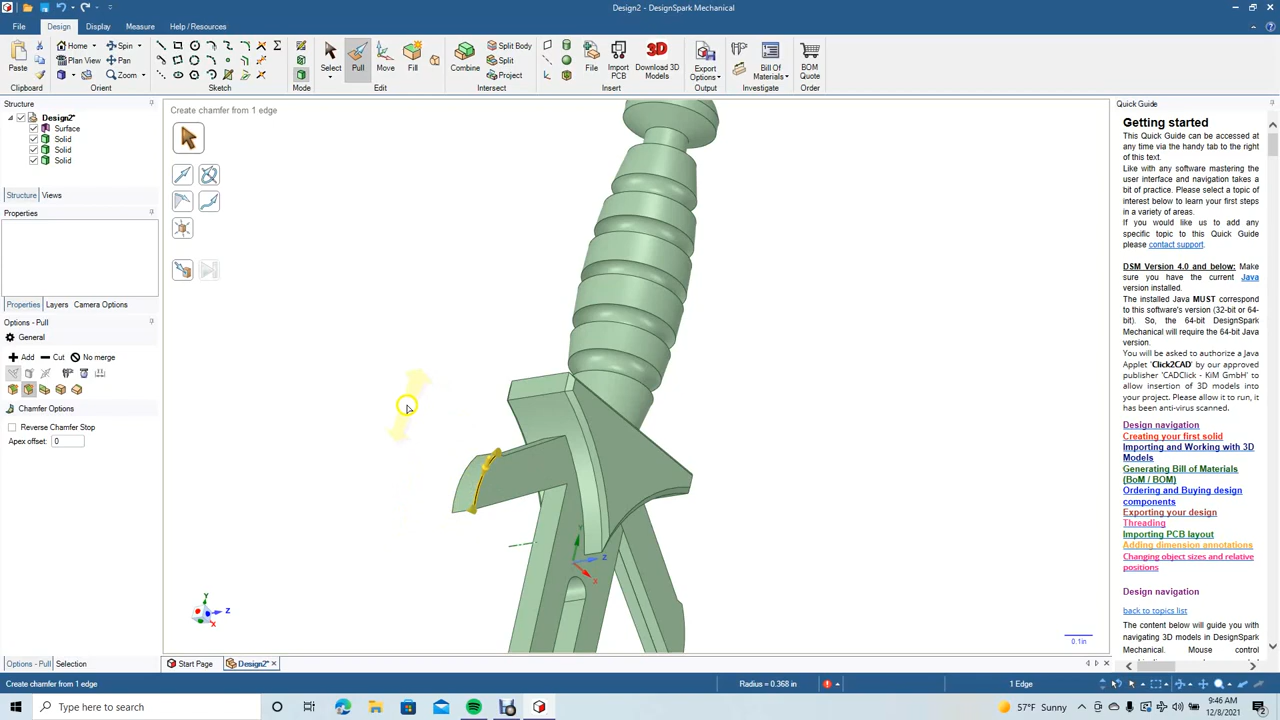 Design2 - DesignSpark Mechanical
File
Design
Display
Measure
Help / Resources
Paste
Home
Plan View
Spin
Pan
Zoom
Select
Pull
Move
Fill
Combine
Split Body
Split
Project
File
Import PCB
Download 3D Models
Export Options
Bill Of Materials
BOM Quote
Clipboard
Orient
Sketch
Mode
Edit
Intersect
Insert
Output
Investigate
Order
Structure
Design2*
Surface
Solid
Solid
Solid
Structure
Views
Properties
Properties
Layers
Camera Options
Options - Pull
General
Add
Cut
No merge
Chamfer Options
Reverse Chamfer Stop
Apex offset:
0
Options - Pull
Selection
Create chamfer from 1 edge
Y
Z
X
Y
Z
X
0.1in
Start Page
Design2*
Quick Guide
Getting started
This Quick Guide can be accessed at
any time via the handy tab to the right
of this text.
Like with any software mastering the
user interface and navigation takes a
bit of practice. Please select a topic of
interest below to learn your first steps
in a variety of areas.
If you would like us to add any
specific topic to this Quick Guide
please contact support.
DSM Version 4.0 and below: Make
sure you have the current Java
version installed.
The installed Java MUST correspond
to this software's version (32-bit or 64-
bit). So, the 64-bit DesignSpark
Mechanical will require the 64-bit Java
version.
You will be asked to authorize a Java
Applet 'Click2CAD' by our approved
publisher 'CADClick - KiM GmbH' to
allow insertion of 3D models into
your project. Please allow it to run, it
has been anti-virus scanned.
Design navigation
Creating your first solid
Importing and Working with 3D
Models
Generating Bill of Materials
(BoM / BOM)
Ordering and Buying design
components
Exporting your design
Threading
Importing PCB layout
Adding dimension annotations
Changing object sizes and relative
positions
Design navigation
back to topics list
The content below will guide you with
navigating 3D models in DesignSpark
Mechanical. Mouse control
Create chamfer from 1 edge
Radius = 0.368 in
1 Edge
Type here to search
57°F Sunny
9:46 AM
12/8/2021